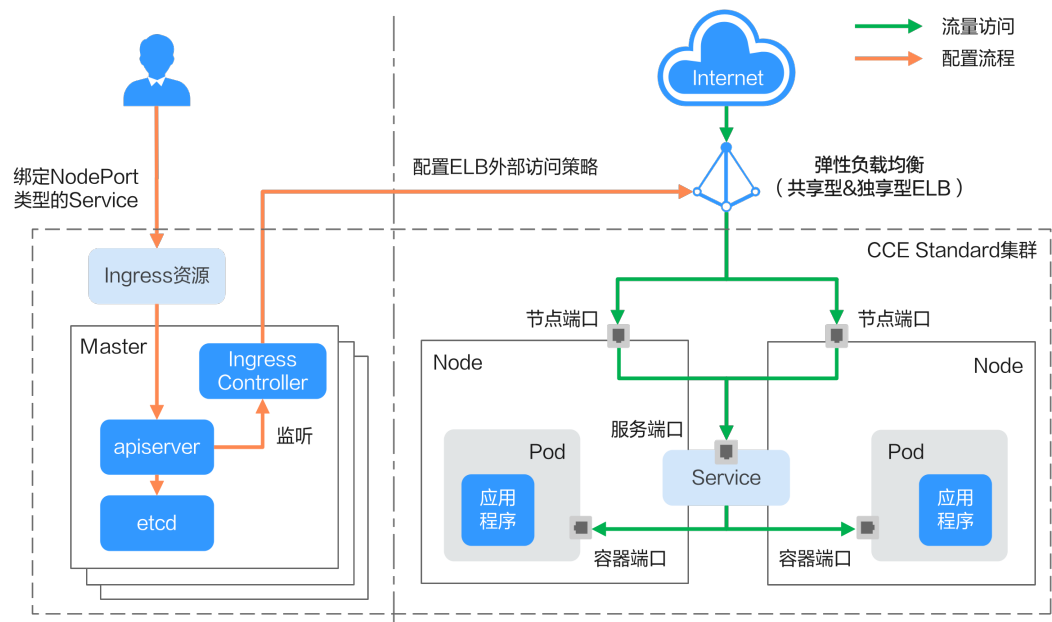 流量访问
配置流程
Internet
绑定NodePort
类型的Service
配置ELB外部访问策略
弹性负载均衡
（共享型&独享型ELB）
CCE Standard集群
Ingress资源
节点端口
节点端口
Master
Ingress
Controller
Node
Node
apiserver
监听
服务端口
Pod
Pod
Service
应用
程序
应用
程序
etcd
容器端口
容器端口